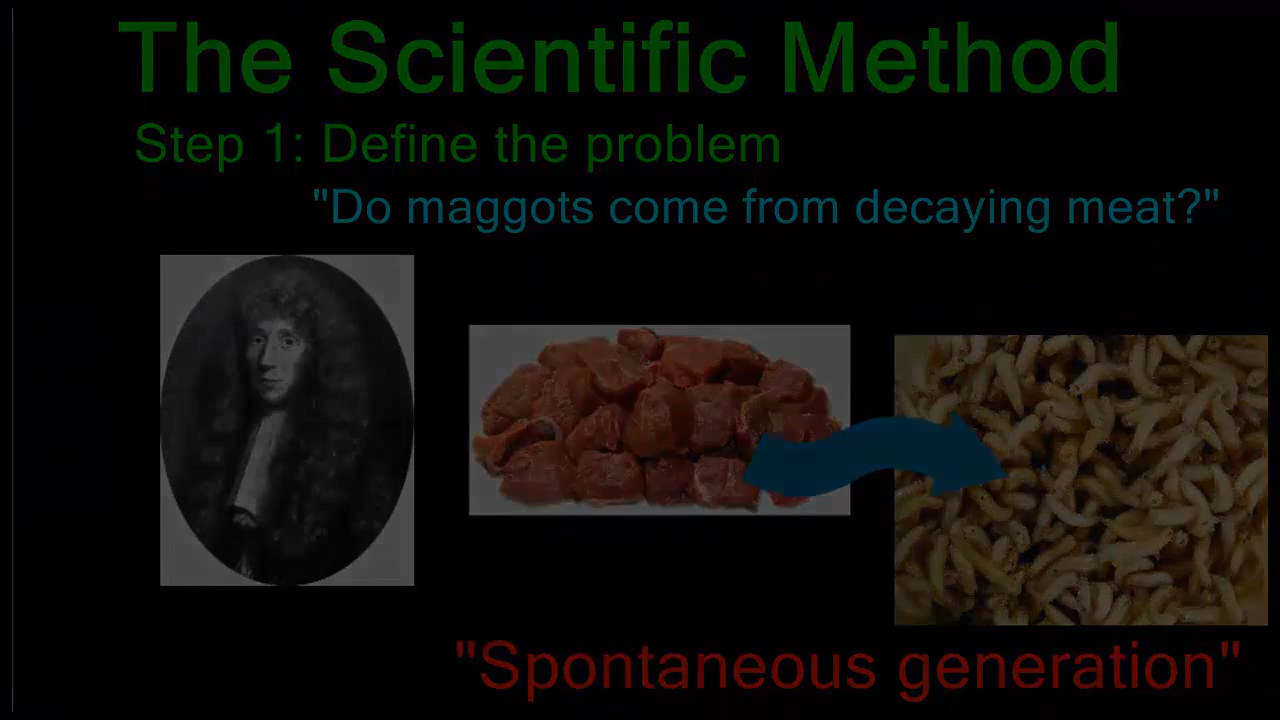 The Scientific Method
Step 1: Define the problem
"Do maggots come from decaying meat?"
"Spontaneous generation"